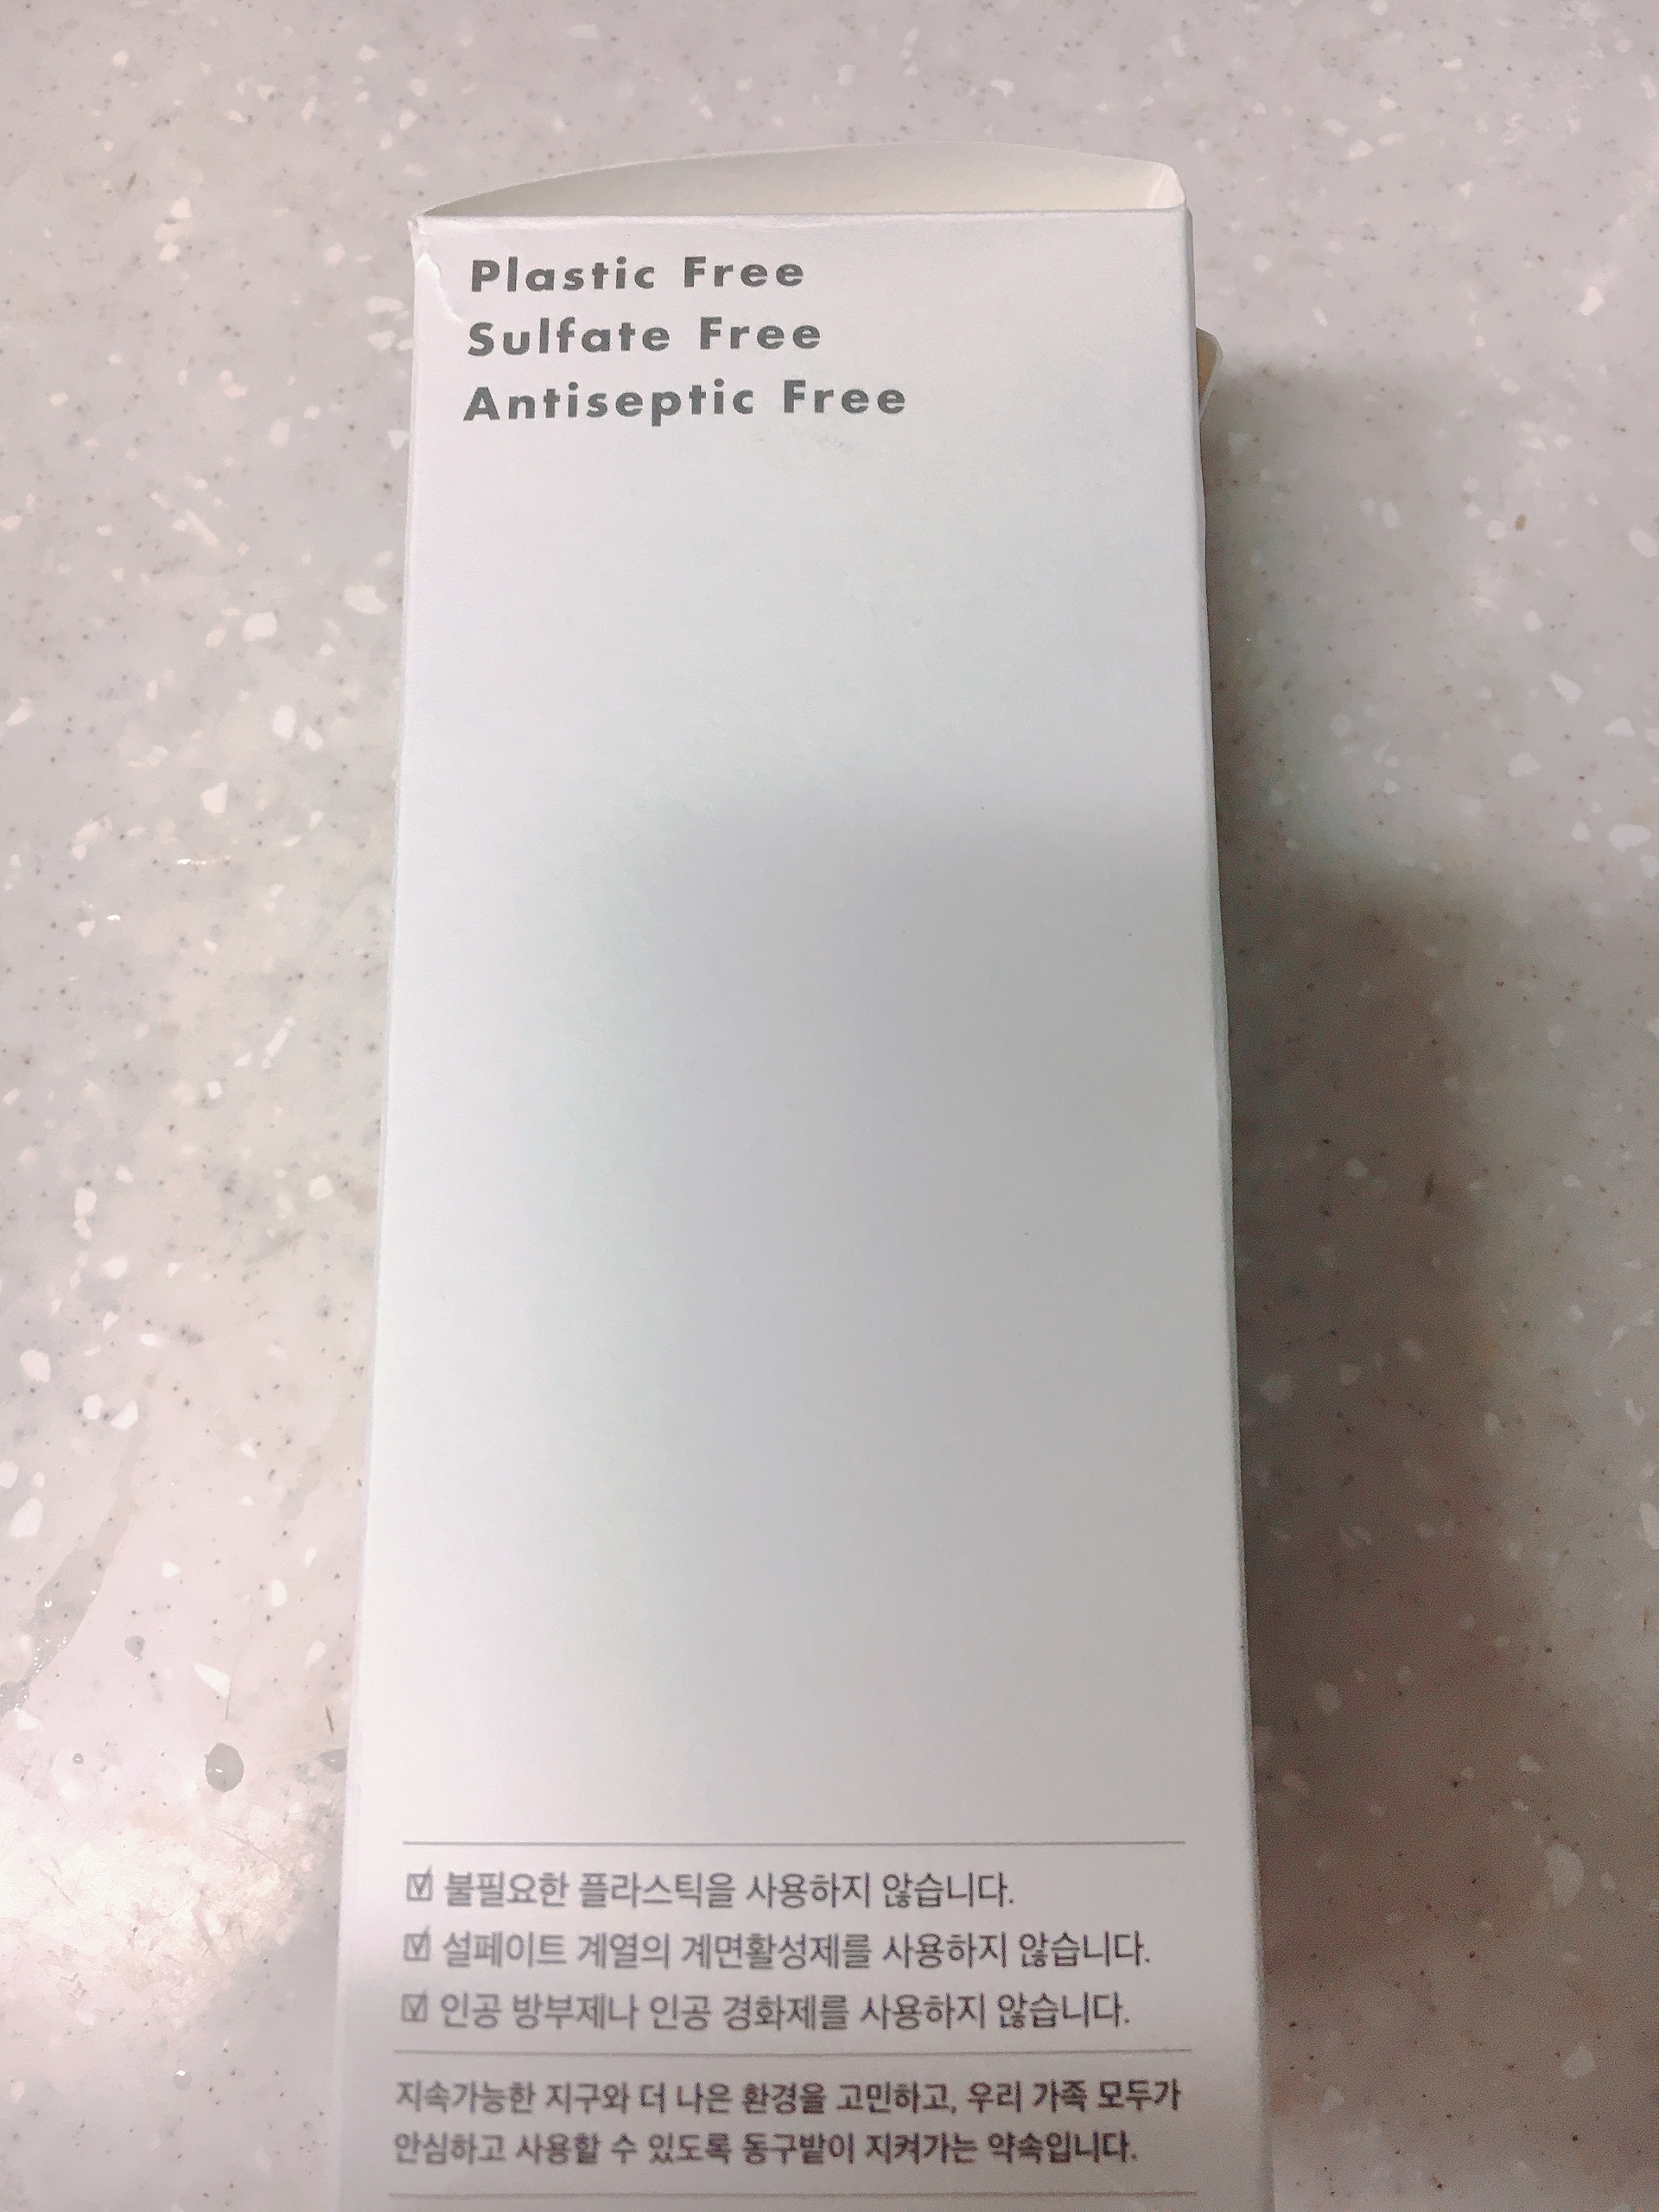 Plastic Free
Sulfate Free
Antiseptic Free
☑ 불필요한 플라스틱을 사용하지 않습니다.
☑ 설페이트 계열의 계면활성제를 사용하지 않습니다.
☑ 인공 방부제나 인공 경화제를 사용하지 않습니다.
지속가능한 지구와 더 나은 환경을 고민하고, 우리 가족 모두가
안심하고 사용할 수 있도록 동구밭이 지켜가는 약속입니다.